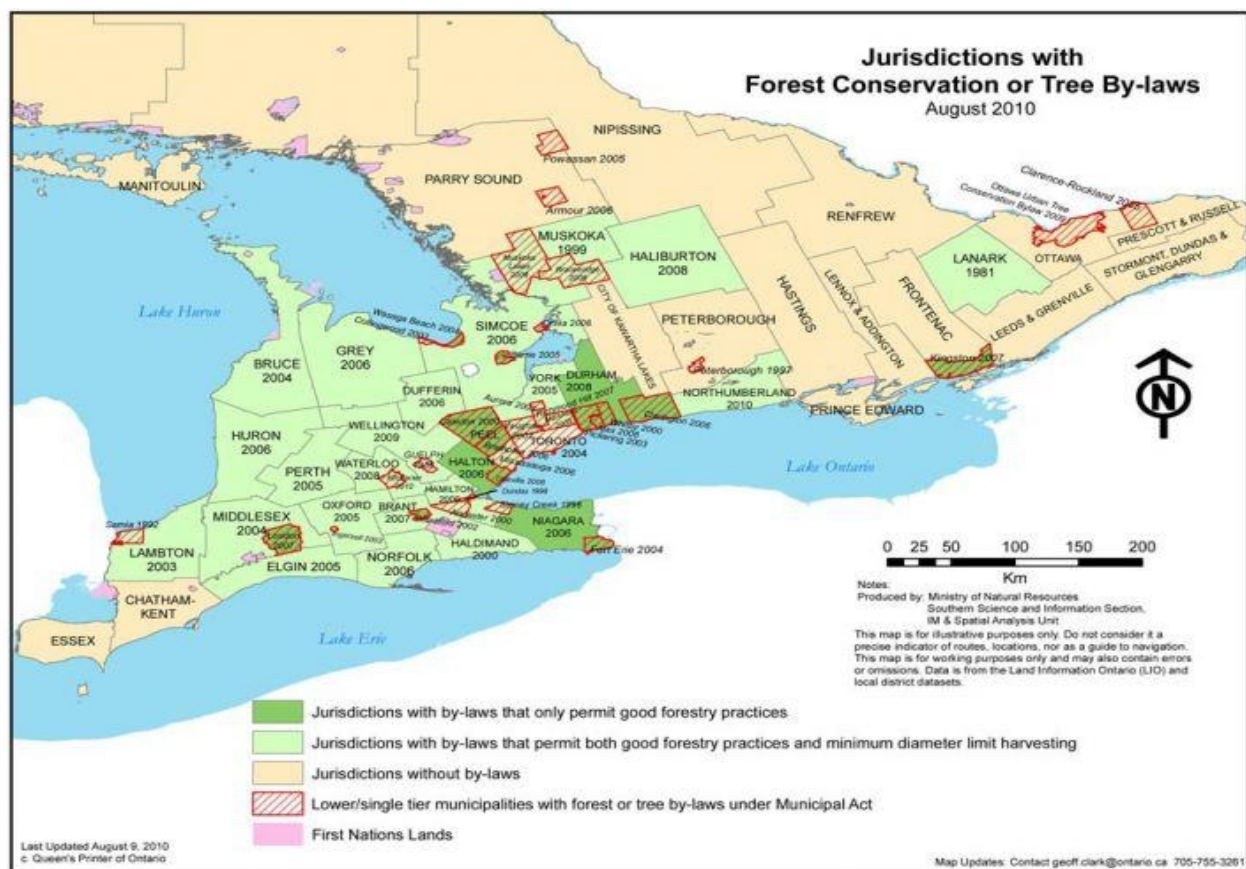 Jurisdictions with
Forest Conservation or Tree By-laws
August 2010
NIPISSING
Powassan 2005
PARRY SOUND
MANITOULIN
Armour 2006
Clarence-Rockland
Ottawa Urban Tree
Conservation Bylaw 2009
RENFREW
PRESCOTT & RUSSELL
OTTAWA
STORMONT, DUNDAS &
GLENGARRY
MUSKOKA
1999
HALIBURTON
2008
LANARK
1981
LEEDS & GRENVILLE
FRONTENAC
LENNOX & ADDINGTON
HASTINGS
Lake Huron
Wasaga Beach
Collingwood
SIMCOE
2006
CITY OF KAWARTHA LAKES
PETERBOROUGH
Kingston 2007
BRUCE
2004
GREY
2006
YORK
2005
DURHAM
2008
Peterborough 1997
NORTHUMBERLAND
2010
PRINCE EDWARD
N
DUFFERIN
2006
WELLINGTON
2009
PEEL
TORONTO
2004
Pickering 2003
HURON
2006
PERTH
2005
WATERLOO
2008
GUELPH
HALTON
2006
Mississauga 2006
Lake Ontario
HAMILTON
Dundas 1998
Stoney Creek 1996
MIDDLESEX
2004
OXFORD
2005
BRANT
2007
NIAGARA
2006
Sarnia 1992
LAMBTON
2003
London
ELGIN 2005
NORFOLK
2006
HALDIMAND
2000
Fort Erie 2004
CHATHAM-
KENT
ESSEX
Lake Erie
0 25 50 100 150 200
Km
Notes:
Produced by: Ministry of Natural Resources
Southern Science and Information Section,
IM & Spatial Analysis Unit
This map is for illustrative purposes only. Do not consider it a
precise indicator of routes, locations, nor as a guide to navigation.
This map is for working purposes only and may also contain errors
or omissions. Data is from the Land Information Ontario (LIO) and
local district datasets.
Jurisdictions with by-laws that only permit good forestry practices
Jurisdictions with by-laws that permit both good forestry practices and minimum diameter limit harvesting
Jurisdictions without by-laws
Lower/single tier municipalities with forest or tree by-laws under Municipal Act
First Nations Lands
Last Updated August 9, 2010
c. Queen's Printer of Ontario
Map Updates: Contact geoff.clark@ontario.ca 705-755-3261